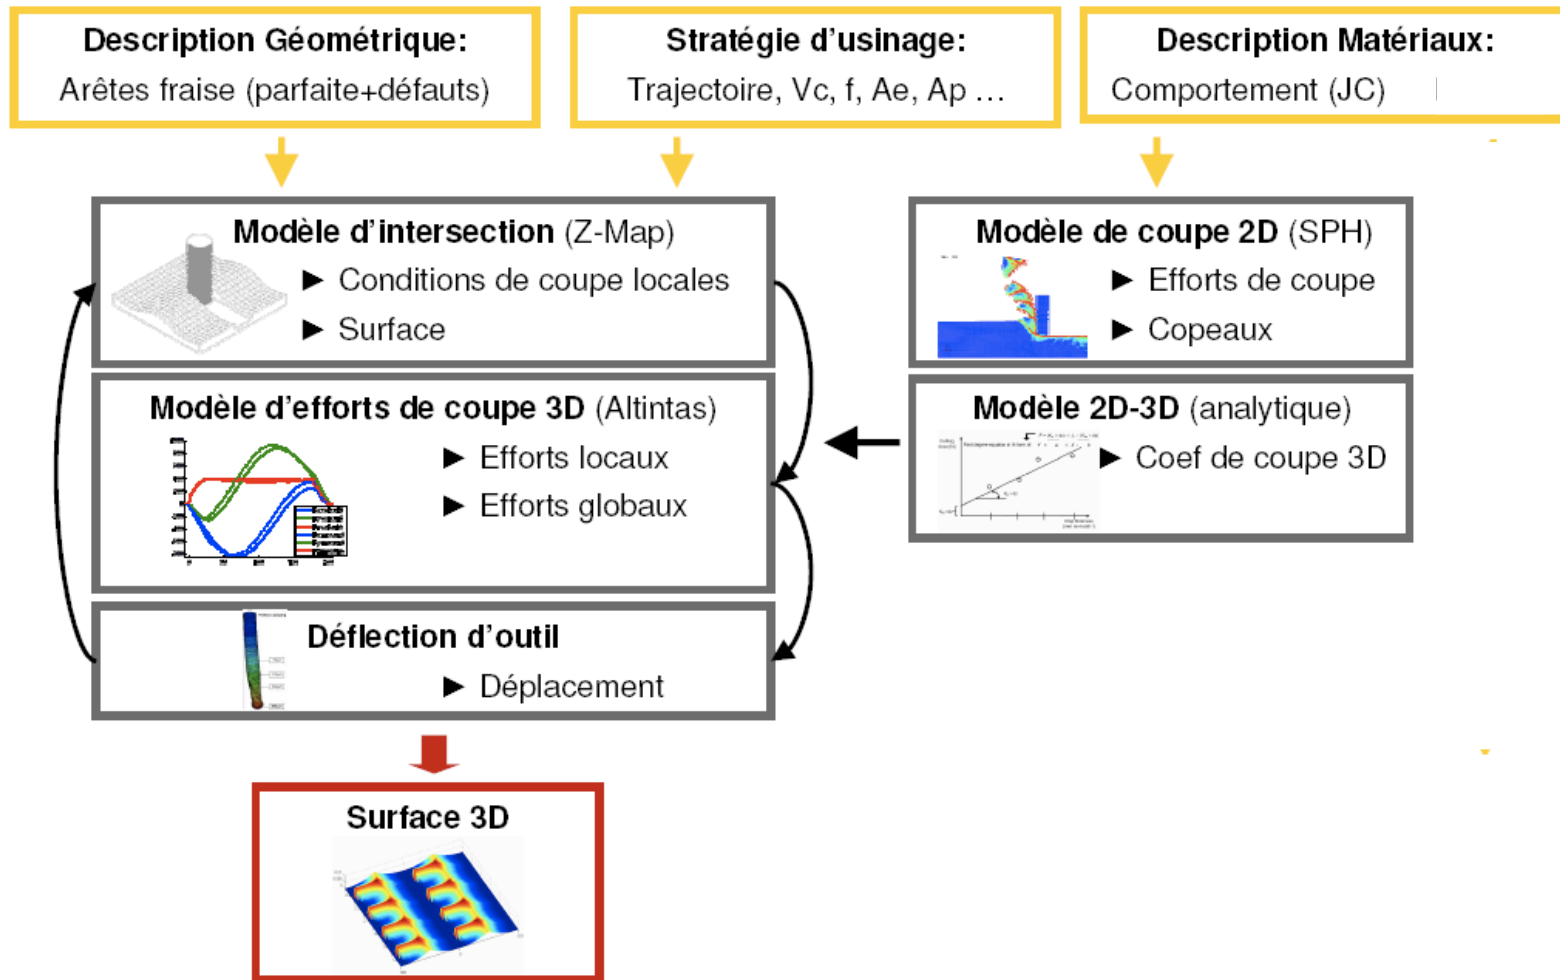 Description Géométrique:
Arêtes fraise (parfaite+défauts)
Stratégie d'usinage:
Trajectoire, Vc, f, Ae, Ap ...
Description Matériaux:
Comportement (JC)
Modèle d'intersection (Z-Map)
► Conditions de coupe locales
► Surface
Modèle de coupe 2D (SPH)
► Efforts de coupe
► Copeaux
Modèle d'efforts de coupe 3D (Altintas)
► Efforts locaux
► Efforts globaux
Modèle 2D-3D (analytique)
► Coef de coupe 3D
Déflection d'outil
► Déplacement
Surface 3D